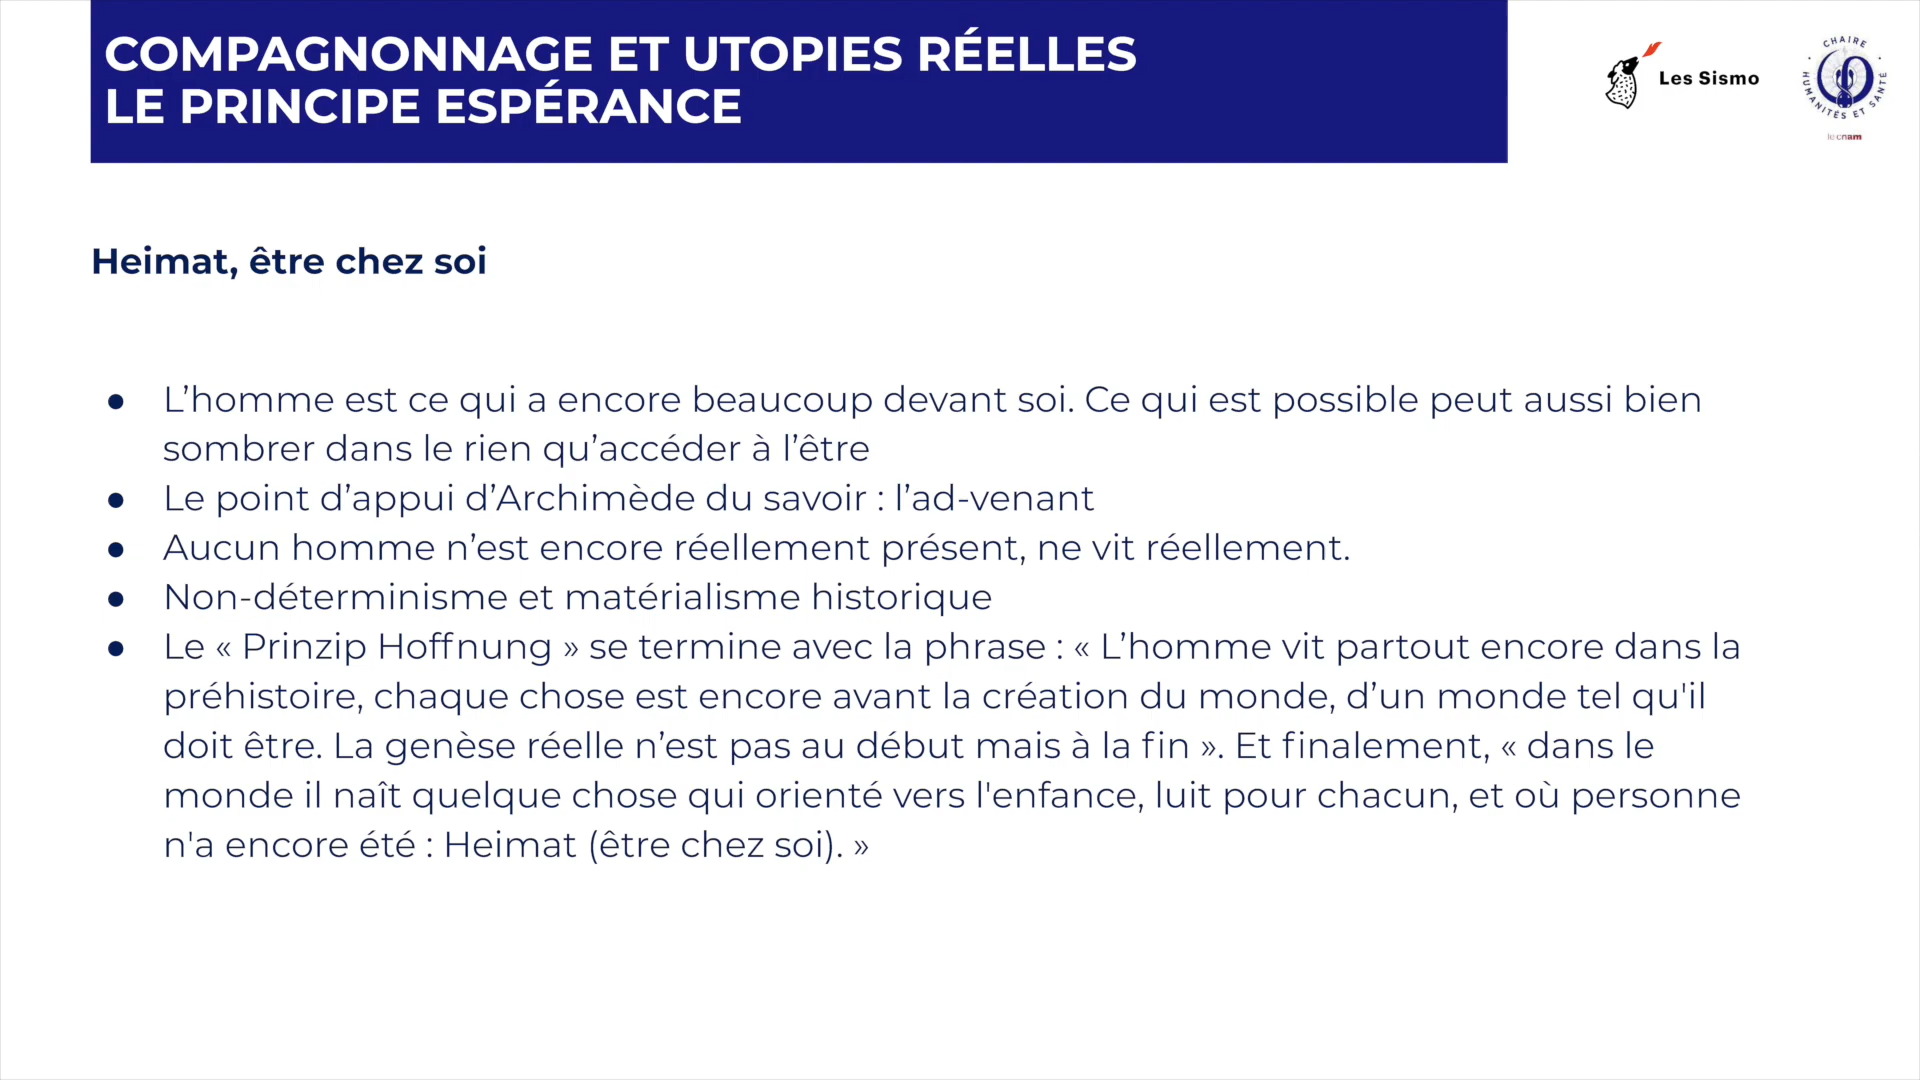 COMPAGNONNAGE ET UTOPIES RÉELLES
LE PRINCIPE ESPÉRANCE
Les Sismo
CHAIRE
HUMANITÉS ET SANTÉ
le cnam
Heimat, être chez soi
● L’homme est ce qui a encore beaucoup devant soi. Ce qui est possible peut aussi bien
sombrer dans le rien qu’accéder à l’être
● Le point d’appui d’Archimède du savoir : l’ad-venant
● Aucun homme n’est encore réellement présent, ne vit réellement.
● Non-déterminisme et matérialisme historique
● Le « Prinzip Hoffnung » se termine avec la phrase : « L’homme vit partout encore dans la
préhistoire, chaque chose est encore avant la création du monde, d’un monde tel qu'il
doit être. La genèse réelle n’est pas au début mais à la fin ». Et finalement, « dans le
monde il naît quelque chose qui orienté vers l'enfance, luit pour chacun, et où personne
n'a encore été : Heimat (être chez soi). »